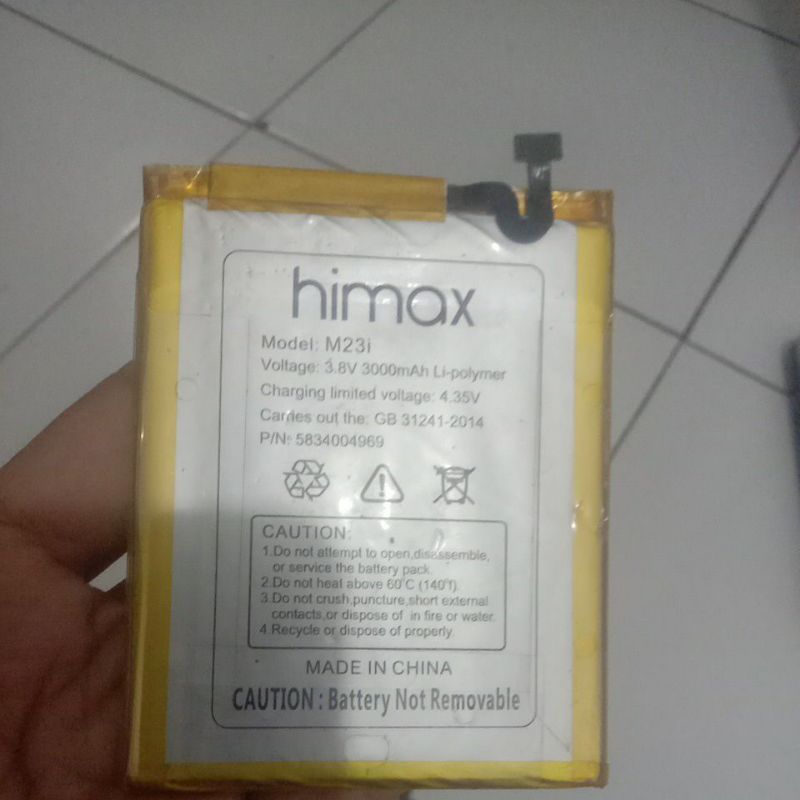 himax
Model: M23i
Voltage: 3.8V 3000mAh Li-polymer
Charging limited voltage: 4.35V
Carries out the: GB 31241-2014
P/N: 5834004969
CAUTION:
1.Do not attempt to open,disassemble,
or service the battery pack.
2.Do not heat above 60°C (140°f).
3.Do not crush,puncture,short external
contacts,or dispose of in fire or water.
4.Recycle or dispose of properly.
MADE IN CHINA
CAUTION : Battery Not Removable